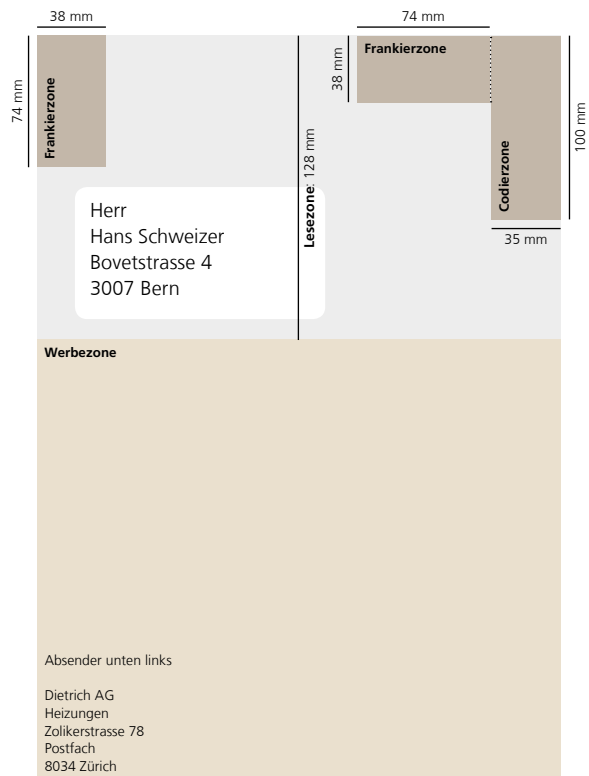 38 mm
74 mm
74 mm
Frankierzone
38 mm
Frankierzone
100 mm
Codierzone
35 mm
Lesezone: 128 mm
Herr
Hans Schweizer
Bovetstrasse 4
3007 Bern
Werbezone
Absender unten links
Dietrich AG
Heizungen
Zolikerstrasse 78
Postfach
8034 Zürich